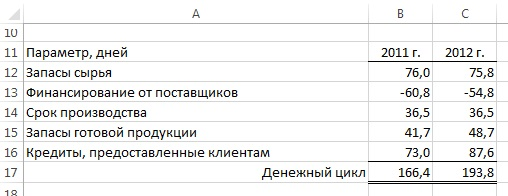 A B C
10
11 Параметр, дней 2011 г. 2012 г.
12 Запасы сырья 76,0 75,8
13 Финансирование от поставщиков -60,8 -54,8
14 Срок производства 36,5 36,5
15 Запасы готовой продукции 41,7 48,7
16 Кредиты, предоставленные клиентам 73,0 87,6
17 Денежный цикл 166,4 193,8
18